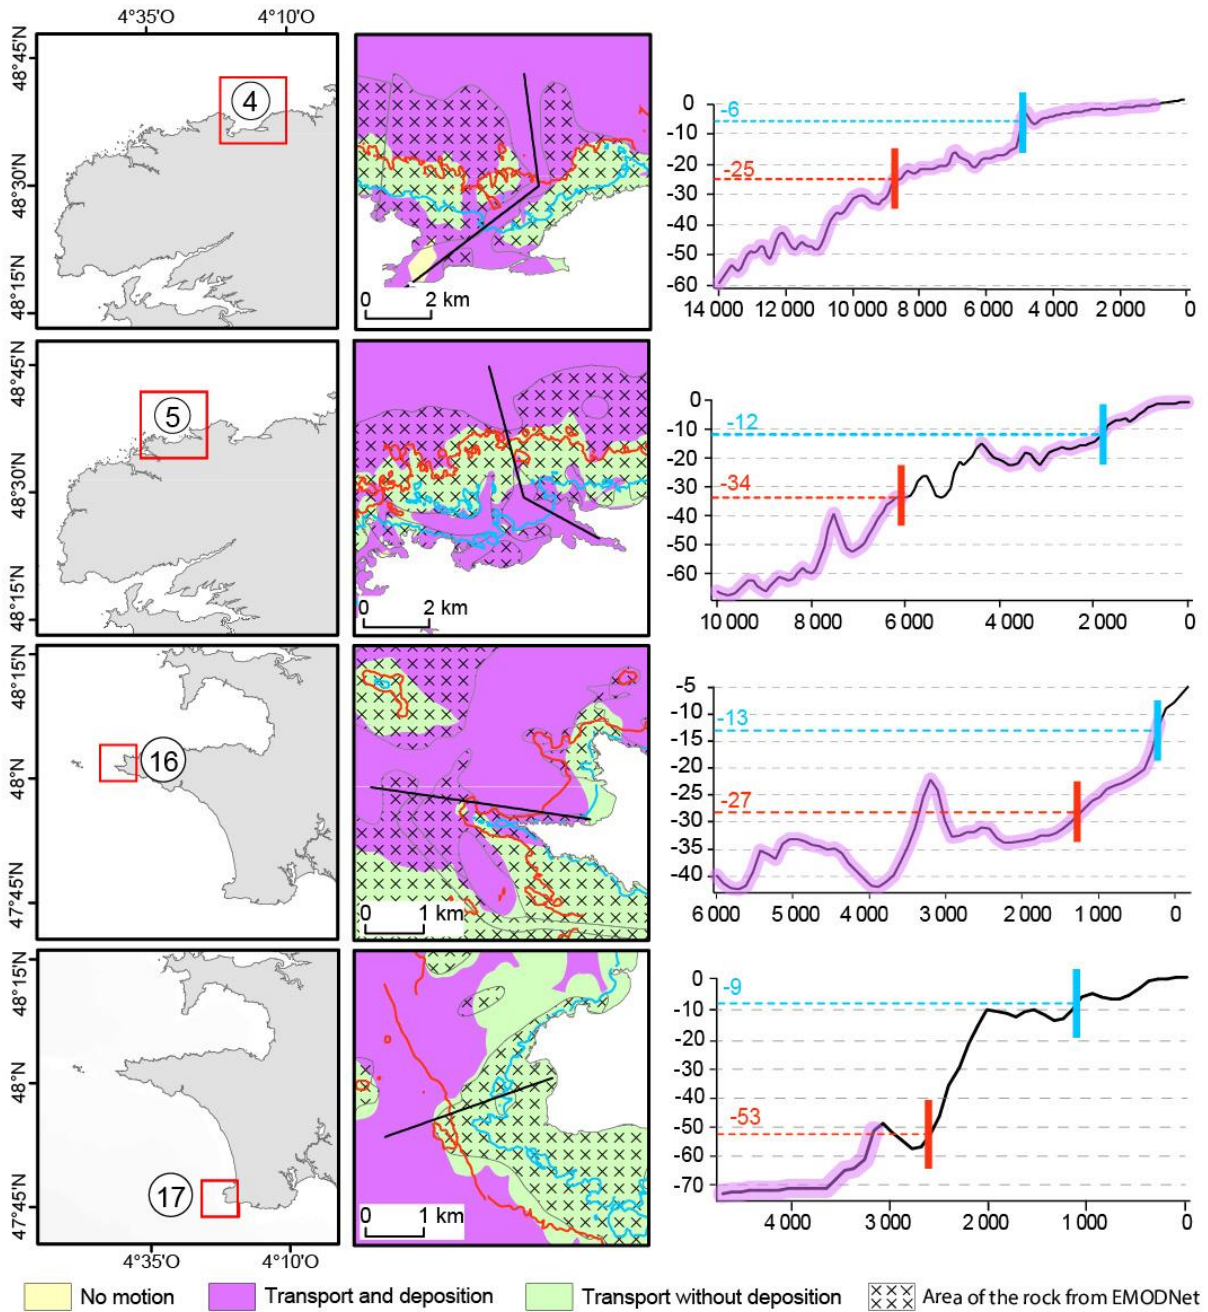 4°35'O 4°10'O
48°45'N
48°30'N
48°15'N
4
0 2 km
0
-10
-20
-30
-40
-50
-60
-6
-25
14 000 12 000 10 000 8 000 6 000 4 000 2 000 0
48°45'N
48°30'N
48°15'N
5
0 2 km
0
-10
-20
-30
-40
-50
-60
-12
-34
10 000 8 000 6 000 4 000 2 000 0
48°15'N
48°N
47°45'N
16
0 1 km
-5
-10
-15
-20
-25
-30
-35
-40
-13
-27
6 000 5 000 4 000 3 000 2 000 1 000 0
48°15'N
48°N
47°45'N
17
4°35'O 4°10'O
0 1 km
0
-10
-20
-30
-40
-50
-60
-70
-9
-53
4 000 3 000 2 000 1 000 0
No motion Transport and deposition Transport without deposition Area of the rock from EMODNet